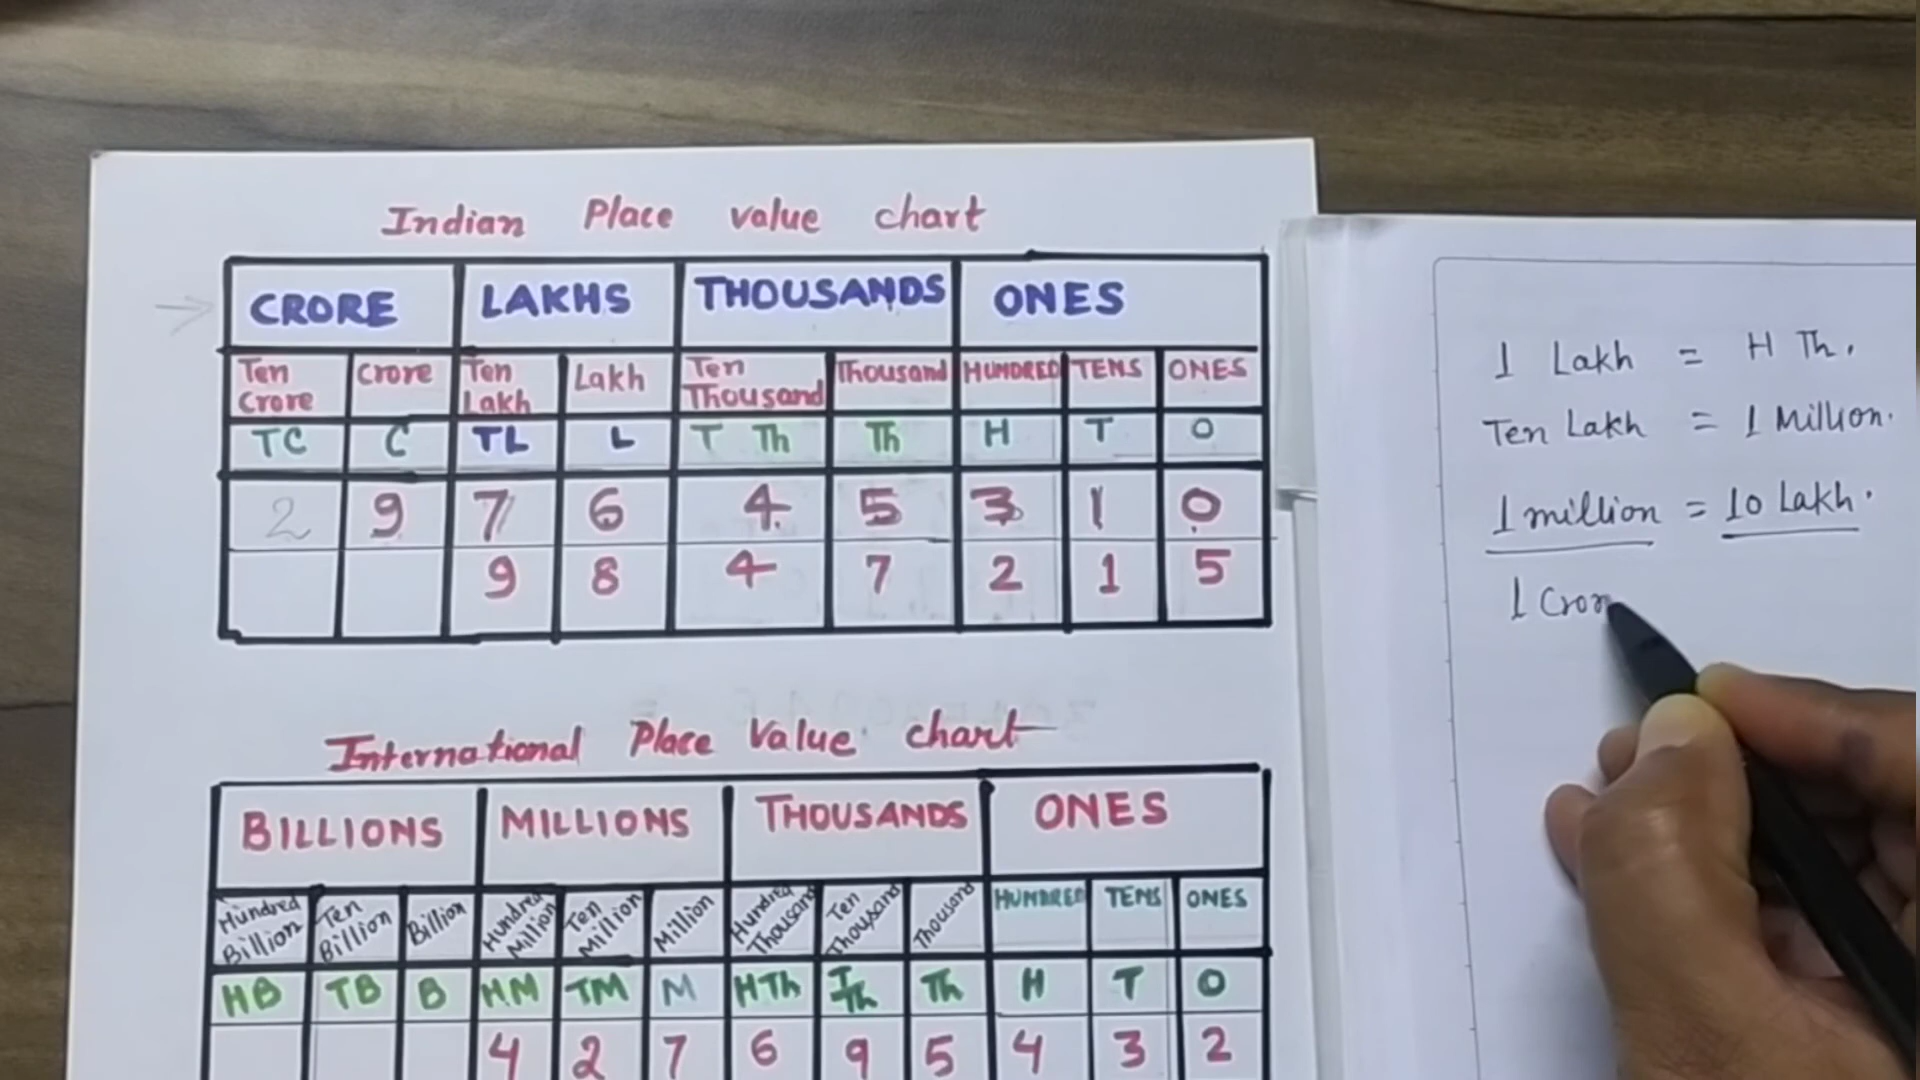 Indian Place value chart
CRORE LAKHS THOUSANDS ONES
Ten Crore Crore Ten Lakh Lakh Ten Thousand Thousand HUNDRED TENS ONES
TC C TL L T Th Th H T O
2 9 7 6 4 5 3 1 0
9 8 4 7 2 1 5
International Place Value chart
BILLIONS MILLIONS THOUSANDS ONES
Hundred Billion Ten Billion Billion Hundred Million Ten Million Million Hundred Thousand Ten Thousand Thousand HUNDRED TENS ONES
HB TB B HM TM M HTh T Th Th H T O
4 2 7 6 9 5 4 3 2
1 Lakh = H Th.
Ten Lakh = 1 Million.
1 million = 10 Lakh.
1 Cror